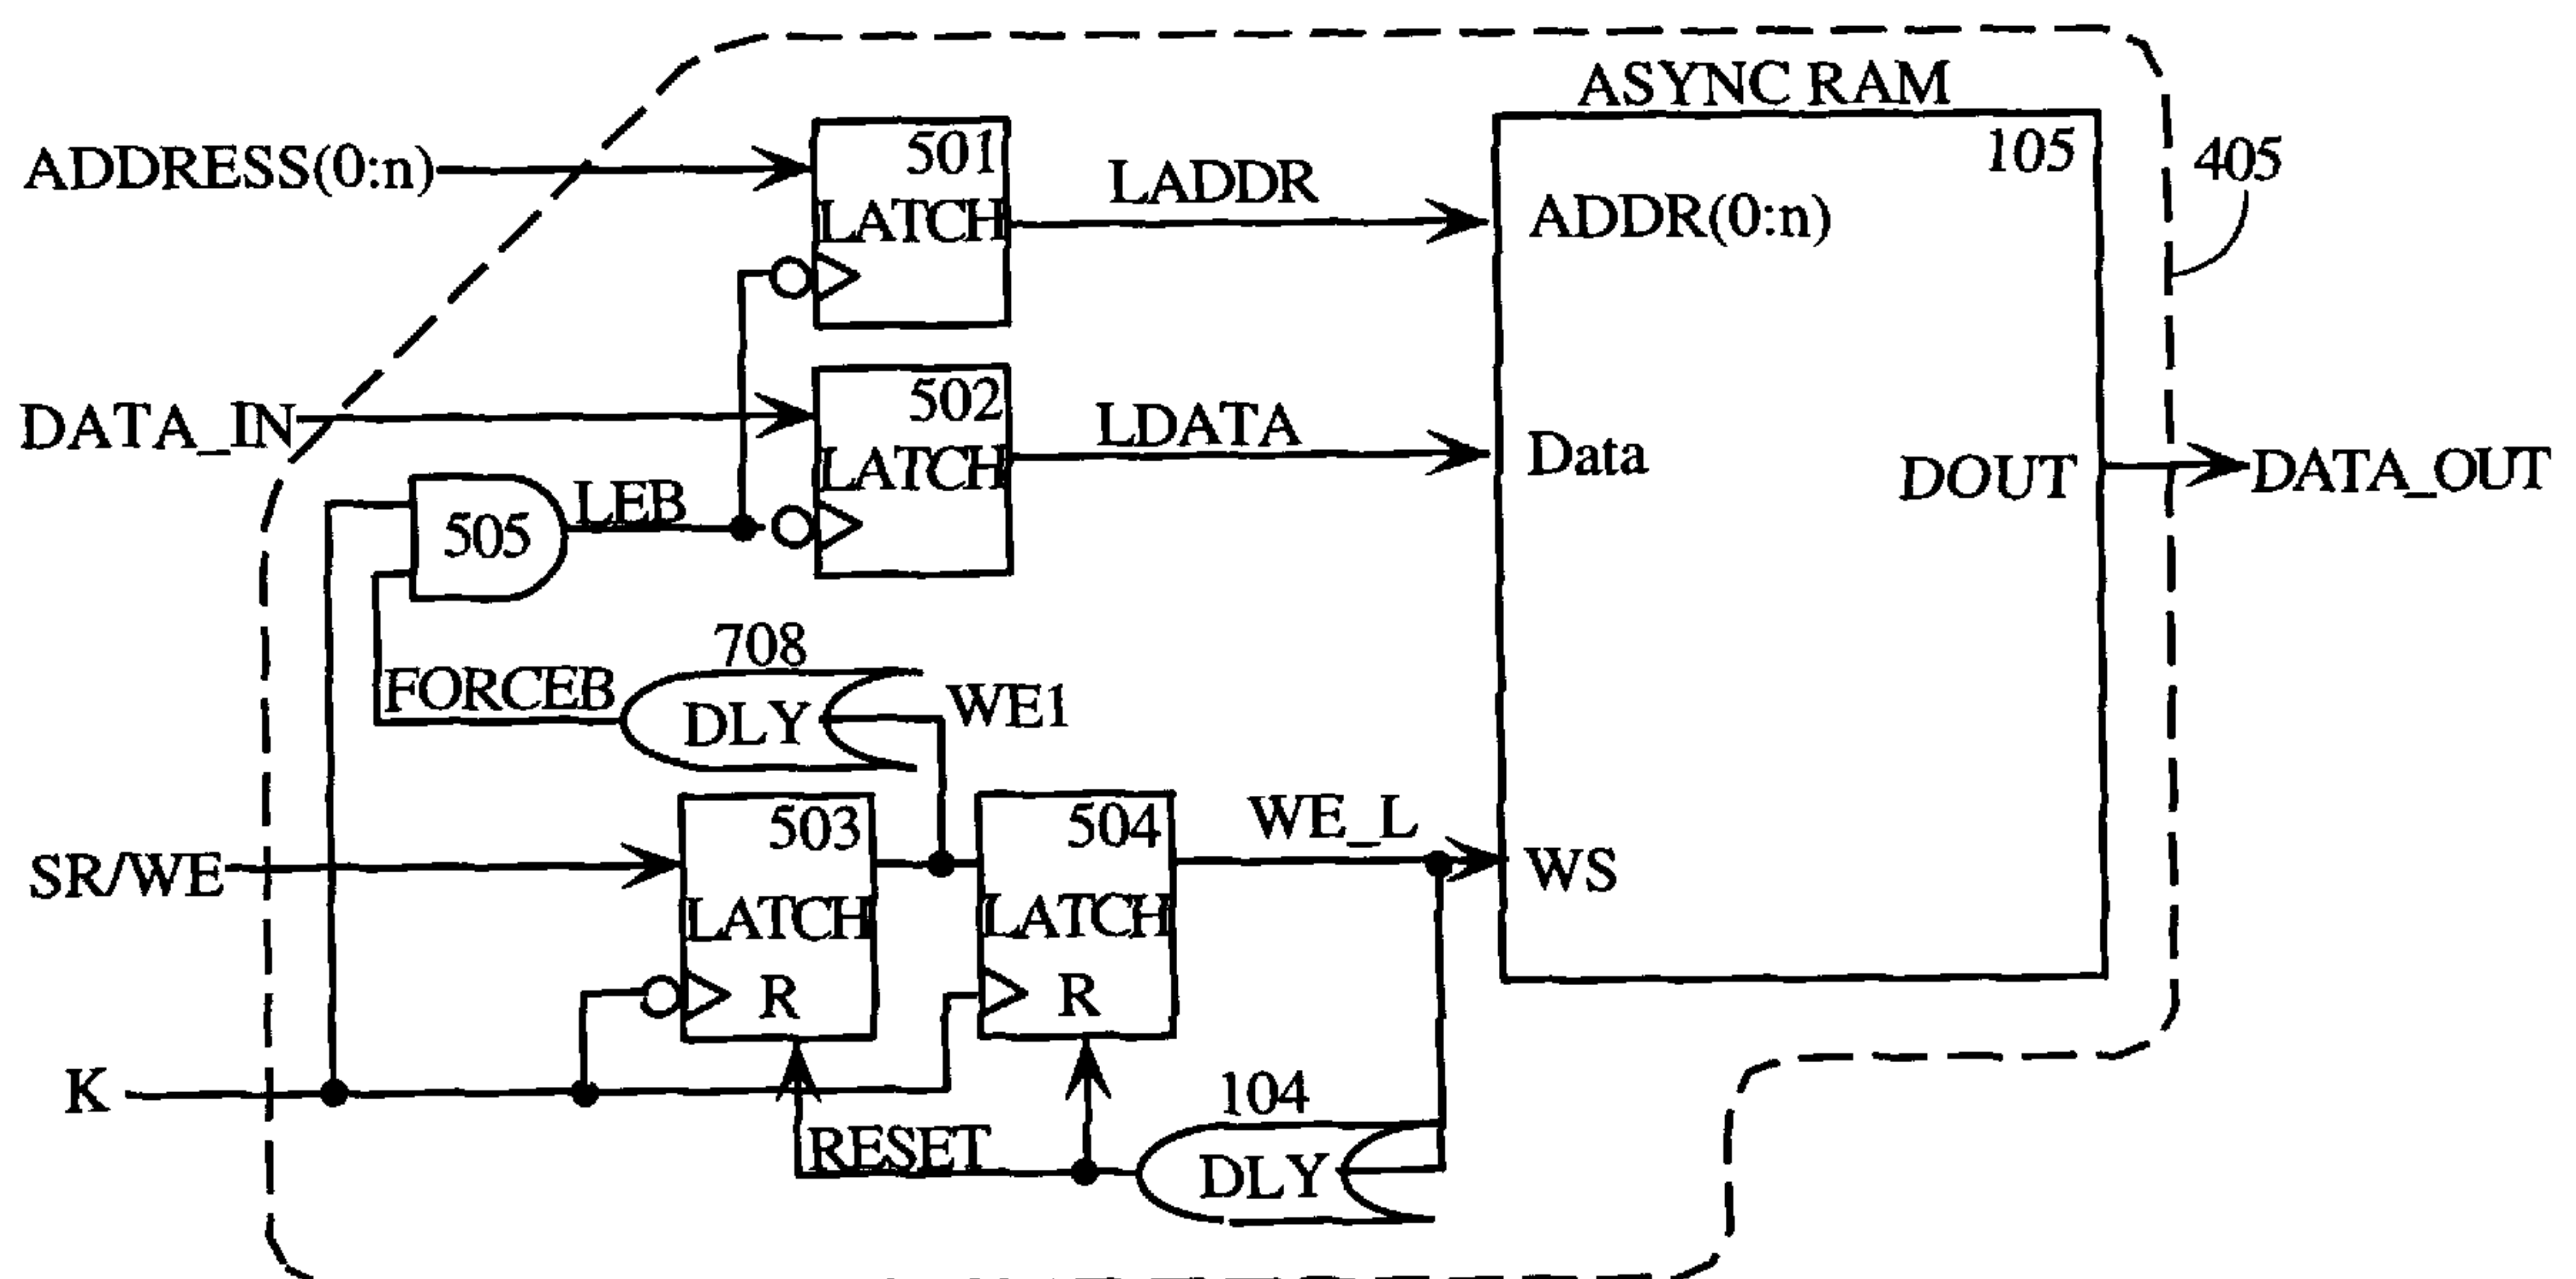 ASYNC RAM
105
405
ADDRESS(0:n)
501
LATCH
LADDR
ADDR(0:n)
DATA_IN
502
LATCH
LDATA
Data
DOUT
DATA_OUT
505
LEB
708
FORCEB
DLY
WE1
SR/WE
503
LATCH
R
504
LATCH
R
WE_L
WS
K
RESET
104
DLY